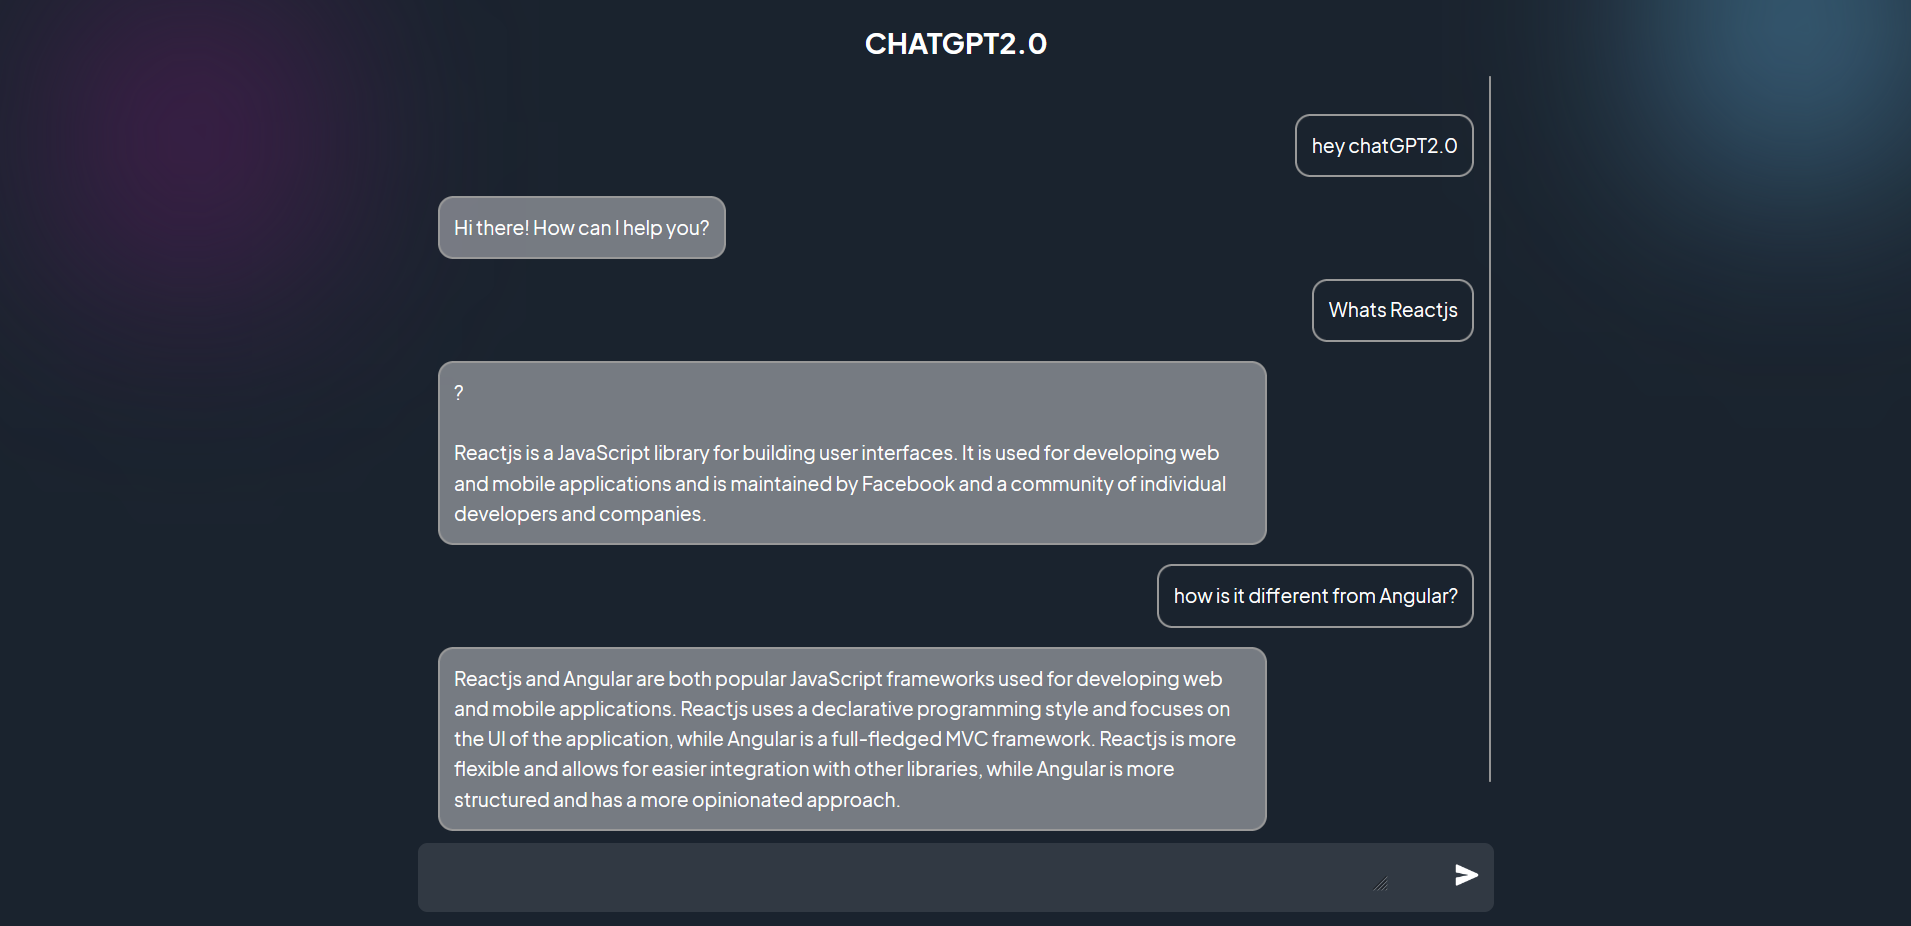 CHATGPT2.0
hey chatGPT2.0
Hi there! How can I help you?
Whats Reactjs
?
Reactjs is a JavaScript library for building user interfaces. It is used for developing web
and mobile applications and is maintained by Facebook and a community of individual
developers and companies.
how is it different from Angular?
Reactjs and Angular are both popular JavaScript frameworks used for developing web
and mobile applications. Reactjs uses a declarative programming style and focuses on
the UI of the application, while Angular is a full-fledged MVC framework. Reactjs is more
flexible and allows for easier integration with other libraries, while Angular is more
structured and has a more opinionated approach.